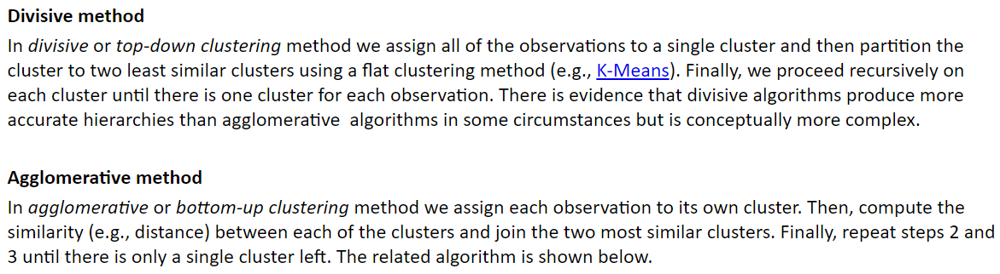 Divisive method
In divisive or top-down clustering method we assign all of the observations to a single cluster and then partition the
cluster to two least similar clusters using a flat clustering method (e.g., K-Means). Finally, we proceed recursively on
each cluster until there is one cluster for each observation. There is evidence that divisive algorithms produce more
accurate hierarchies than agglomerative  algorithms in some circumstances but is conceptually more complex.
Agglomerative method
In agglomerative or bottom-up clustering method we assign each observation to its own cluster. Then, compute the
similarity (e.g., distance) between each of the clusters and join the two most similar clusters. Finally, repeat steps 2 and
3 until there is only a single cluster left. The related algorithm is shown below.